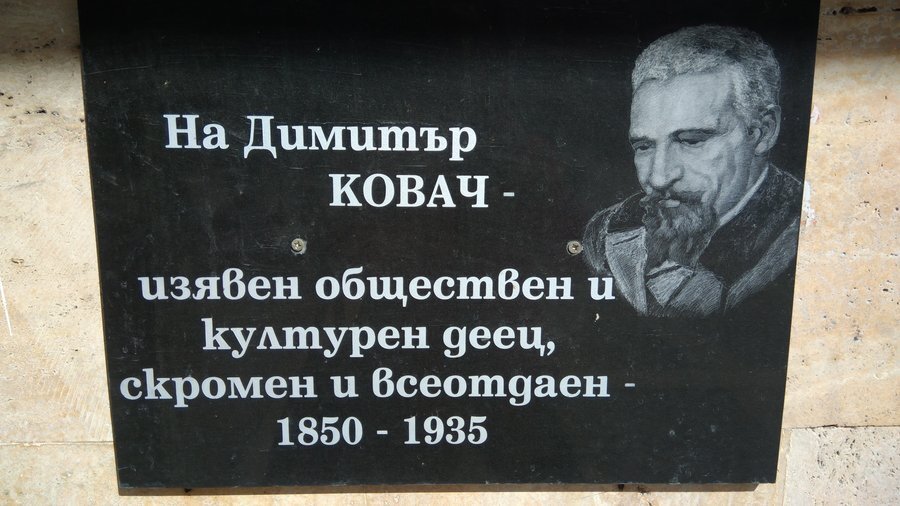 На Димитър
КОВАЧ -
изявен обществен и
културен деец,
скромен и всеотдаен -
1850 - 1935